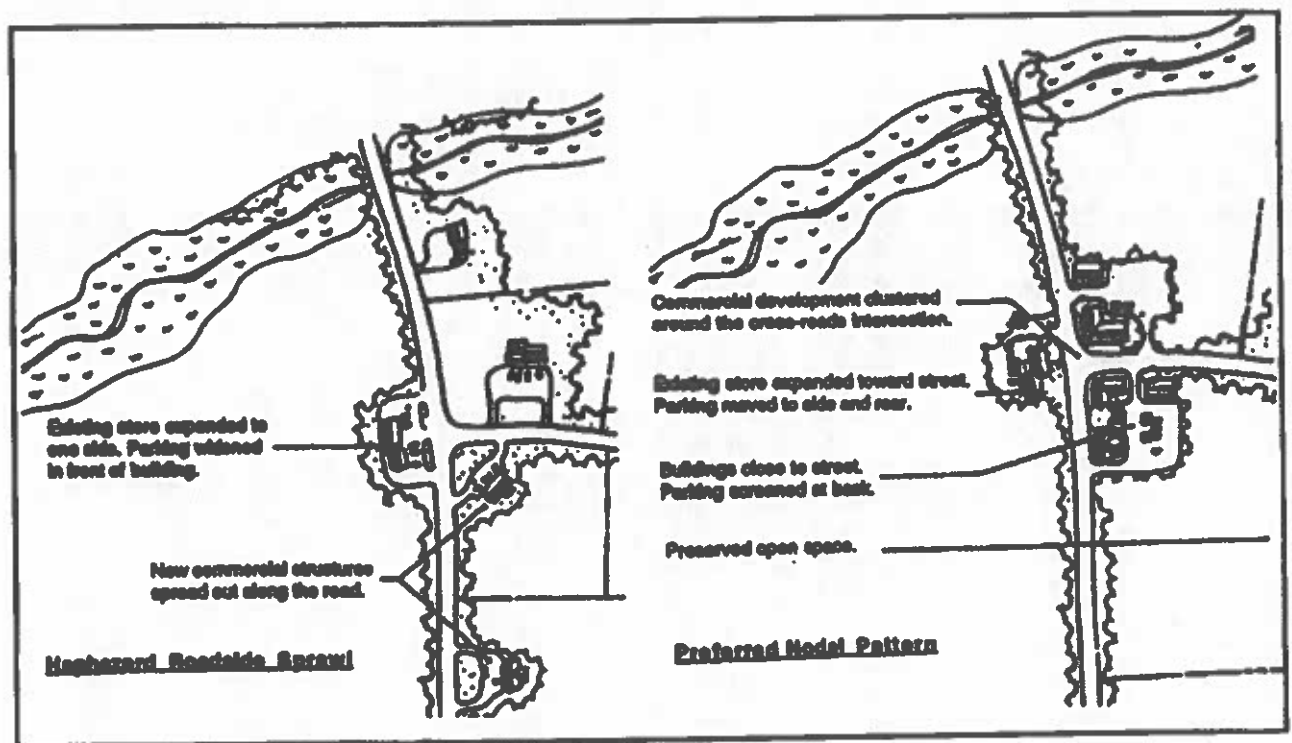 Existing store expanded to
one side. Parking widened
in front of building.
New commercial structures
spread out along the road.
Haphazard Roadside Sprawl
Commercial development clustered
around the cross-roads intersection.
Existing store expanded toward street.
Parking moved to side and rear.
Buildings close to street.
Parking screened at back.
Preserved open space.
Preferred Nodel Pattern